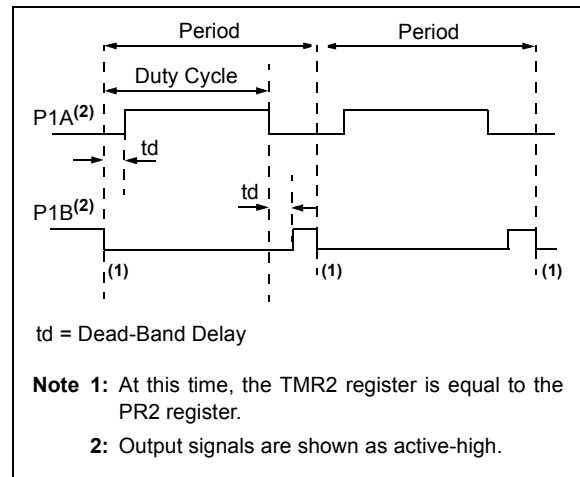 Period Period
Duty Cycle
P1A(2)
td
td
P1B(2)
(1) (1) (1)
td = Dead-Band Delay
Note 1: At this time, the TMR2 register is equal to the
PR2 register.
2: Output signals are shown as active-high.